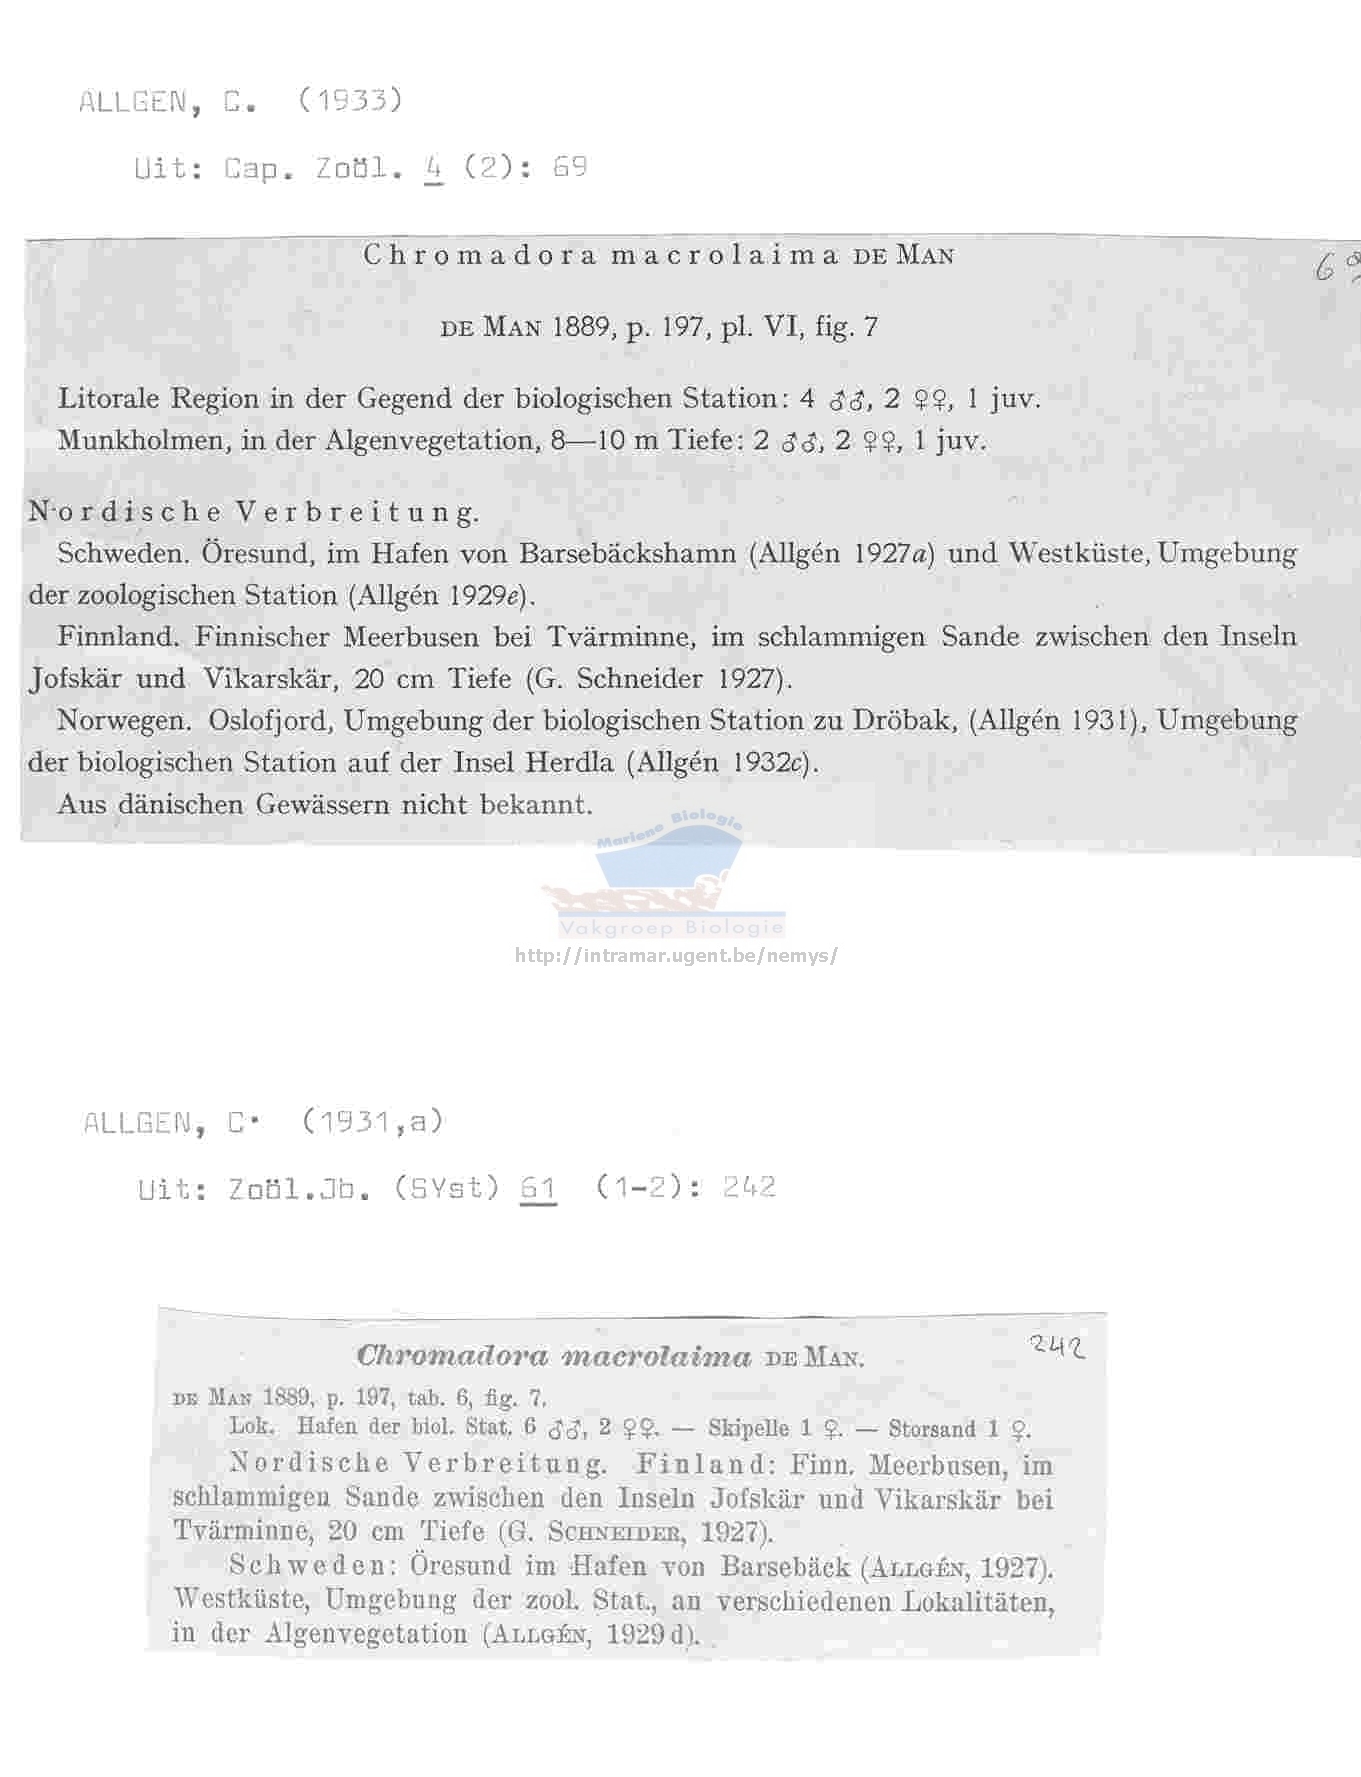 ALLGEN, C. (1933)
Uit: Cap. Zoöl. 4 (2): 69
Chromadora macrolaima DE MAN
69
DE MAN 1889, p. 197, pl. VI, fig. 7
Litorale Region in der Gegend der biologischen Station: 4 ♂♂, 2 ♀♀, 1 juv.
Munkholmen, in der Algenvegetation, 8—10 m Tiefe: 2 ♂♂, 2 ♀♀, 1 juv.
Nordische Verbreitung.
Schweden. Öresund, im Hafen von Barsebäckshamn (Allgén 1927a) und Westküste, Umgebung
der zoologischen Station (Allgén 1929e).
Finnland. Finnischer Meerbusen bei Tvärminne, im schlammigen Sande zwischen den Inseln
Jofskär und Vikarskär, 20 cm Tiefe (G. Schneider 1927).
Norwegen. Oslofjord, Umgebung der biologischen Station zu Dröbak, (Allgén 1931), Umgebung
der biologischen Station auf der Insel Herdla (Allgén 1932c).
Aus dänischen Gewässern nicht bekannt.
Mariene Biologie
Vakgroep Biologie
http://intramar.ugent.be/nemys/
ALLGEN, C. (1931,a)
Uit: Zoöl.Jb. (SYst) 61 (1-2): 242
Chromadora macrolaima DE MAN.
242
DE MAN 1889, p. 197, tab. 6, fig. 7.
Lok. Hafen der biol. Stat. 6 ♂♂, 2 ♀♀. — Skipelle 1 ♀. — Storsand 1 ♀.
Nordische Verbreitung. Finland: Finn. Meerbusen, im
schlammigen Sande zwischen den Inseln Jofskär und Vikarskär bei
Tvärminne, 20 cm Tiefe (G. SCHNEIDER, 1927).
Schweden: Öresund im Hafen von Barsebäck (ALLGÉN, 1927).
Westküste, Umgebung der zool. Stat., an verschiedenen Lokalitäten,
in der Algenvegetation (ALLGÉN, 1929 d).